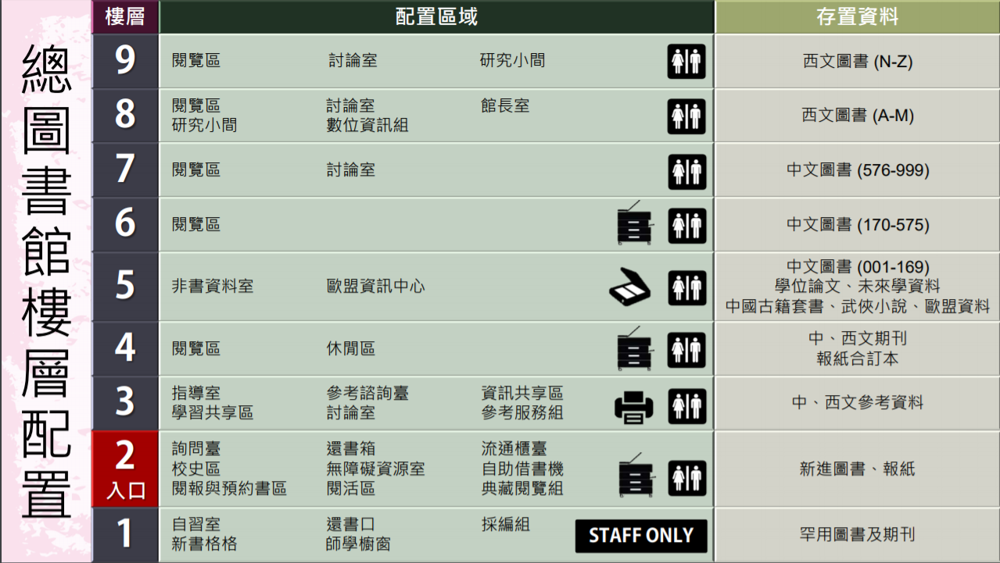 總圖書館樓層配置
樓層 配置區域 存置資料
9 閱覽區 討論室 研究小間 西文圖書 (N-Z)
8 閱覽區 討論室 館長室 西文圖書 (A-M)
研究小間 數位資訊組
7 閱覽區 討論室 中文圖書 (576-999)
6 閱覽區 中文圖書 (170-575)
5 非書資料室 歐盟資訊中心 中文圖書 (001-169)
學位論文、未來學資料
中國古籍套書、武俠小說、歐盟資料
4 閱覽區 休閒區 中、西文期刊
報紙合訂本
3 指導室 參考諮詢臺 資訊共享區 中、西文參考資料
學習共享區 討論室 參考服務組
2 詢問臺 還書箱 流通櫃臺
校史區 無障礙資源室 自助借書機 新進圖書、報紙
入口 閱報與預約書區 閱活區 典藏閱覽組
1 自習室 還書口 採編組 STAFF ONLY 罕用圖書及期刊
新書格格 師學櫥窗